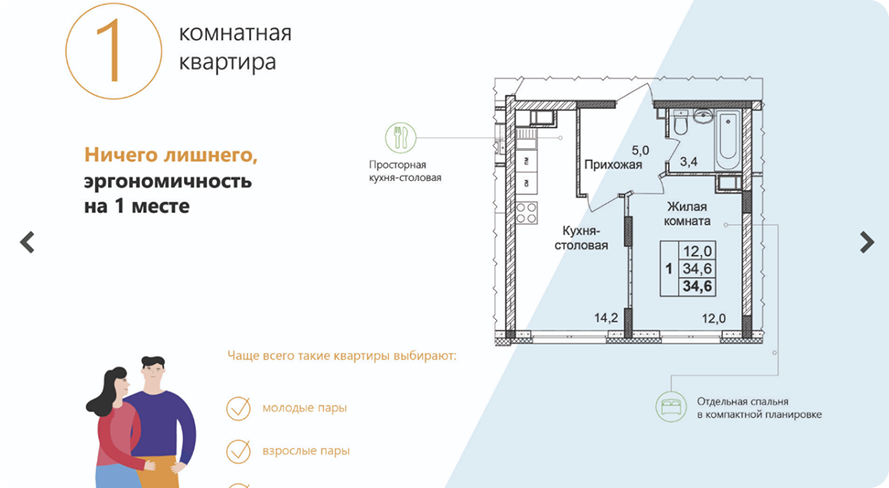 1
комнатная
квартира
Ничего лишнего,
эргономичность
на 1 месте
Просторная
кухня-столовая
5,0
Прихожая
3,4
ПМ
СМ
Кухня-
столовая
14,2
Жилая
комната
12,0
1 34,6
34,6
12,0
Чаще всего такие квартиры выбирают:
молодые пары
взрослые пары
Отдельная спальня
в компактной планировке